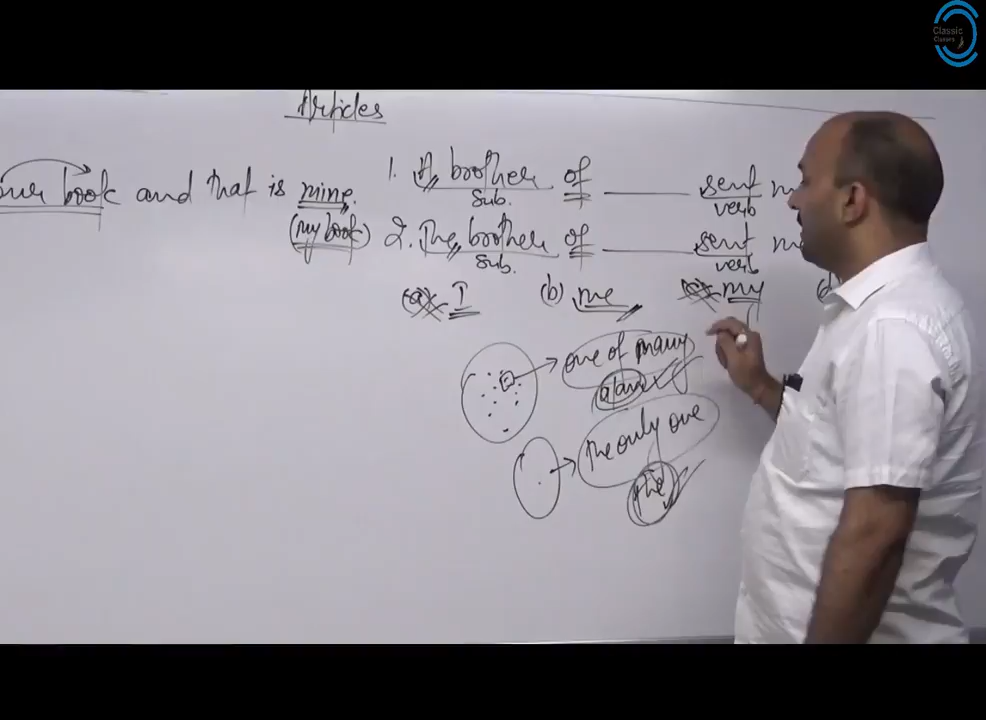 Classic
Classes
Articles
book and that is mine.
(my book)
1. A brother of ______ sent
Sub. verb
2. The brother of ______ sent
Sub. verb
(a) I (b) me (c) my
one of many
a/an
the only one
the